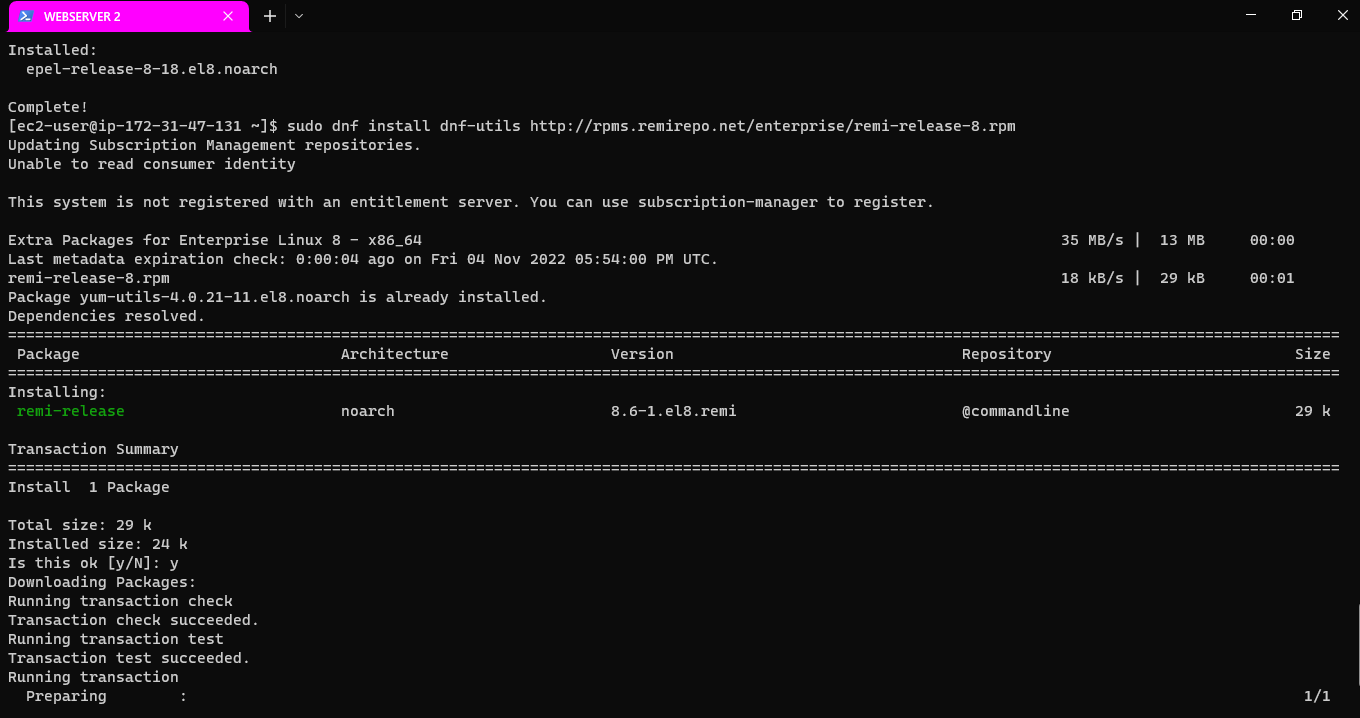 WEBSERVER 2
Installed:
epel-release-8-18.el8.noarch
Complete!
[ec2-user@ip-172-31-47-131 ~]$ sudo dnf install dnf-utils http://rpms.remirepo.net/enterprise/remi-release-8.rpm
Updating Subscription Management repositories.
Unable to read consumer identity
This system is not registered with an entitlement server. You can use subscription-manager to register.
Extra Packages for Enterprise Linux 8 - x86_64 35 MB/s | 13 MB 00:00
Last metadata expiration check: 0:00:04 ago on Fri 04 Nov 2022 05:54:00 PM UTC.
remi-release-8.rpm 18 kB/s | 29 kB 00:01
Package yum-utils-4.0.21-11.el8.noarch is already installed.
Dependencies resolved.
Package Architecture Version Repository Size
Installing:
remi-release noarch 8.6-1.el8.remi @commandline 29 k
Transaction Summary
Install 1 Package
Total size: 29 k
Installed size: 24 k
Is this ok [y/N]: y
Downloading Packages:
Running transaction check
Transaction check succeeded.
Running transaction test
Transaction test succeeded.
Running transaction
Preparing : 1/1